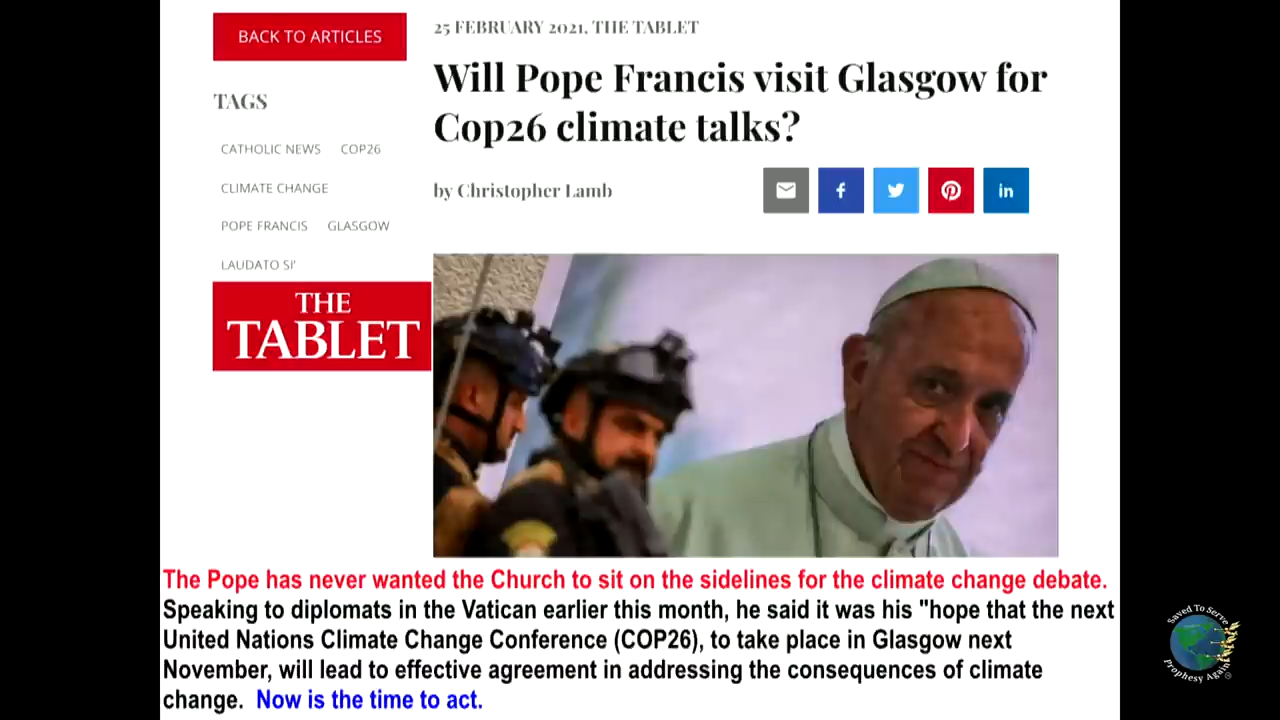 BACK TO ARTICLES
25 FEBRUARY 2021, THE TABLET
Will Pope Francis visit Glasgow for
Cop26 climate talks?
by Christopher Lamb
f
in
TAGS
CATHOLIC NEWS COP26
CLIMATE CHANGE
POPE FRANCIS GLASGOW
LAUDATO SI'
THE
TABLET
The Pope has never wanted the Church to sit on the sidelines for the climate change debate.
Speaking to diplomats in the Vatican earlier this month, he said it was his "hope that the next
United Nations Climate Change Conference (COP26), to take place in Glasgow next
November, will lead to effective agreement in addressing the consequences of climate
change. Now is the time to act.
Saved To Serve
Prophesy Again